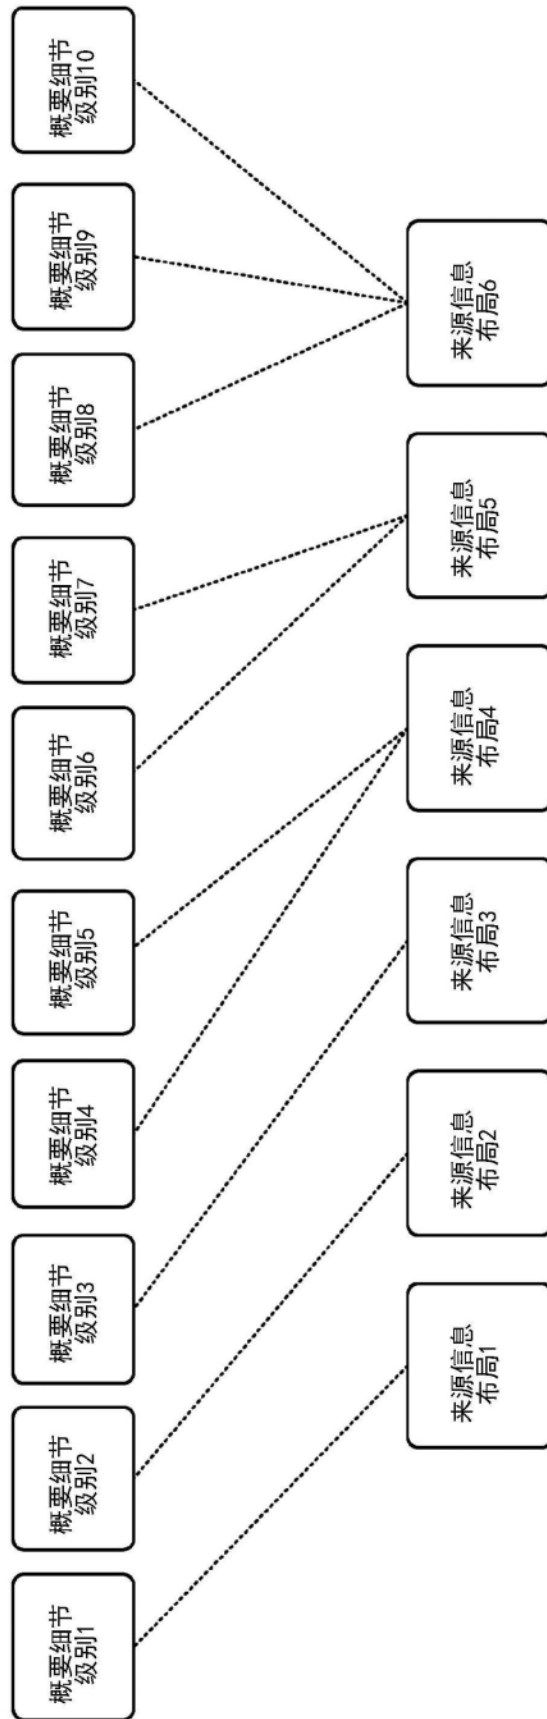 概要细节
级别1
概要细节
级别2
概要细节
级别3
概要细节
级别4
概要细节
级别5
概要细节
级别6
概要细节
级别7
概要细节
级别8
概要细节
级别9
概要细节
级别10
来源信息
布局1
来源信息
布局2
来源信息
布局3
来源信息
布局4
来源信息
布局5
来源信息
布局6